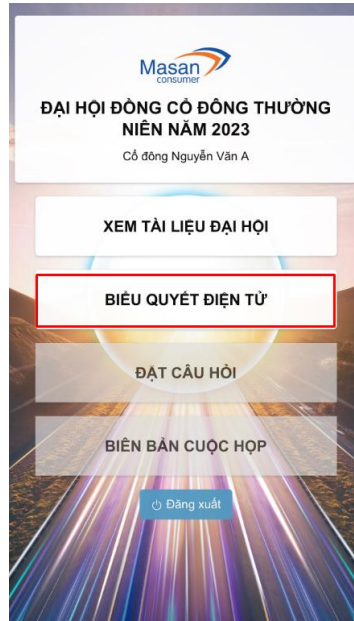 Masan
consumer
ĐẠI HỘI ĐỒNG CỔ ĐÔNG THƯỜNG
NIÊN NĂM 2023
Cổ đông Nguyễn Văn A
XEM TÀI LIỆU ĐẠI HỘI
BIỂU QUYẾT ĐIỆN TỬ
ĐẶT CÂU HỎI
BIÊN BẢN CUỘC HỌP
Đăng xuất